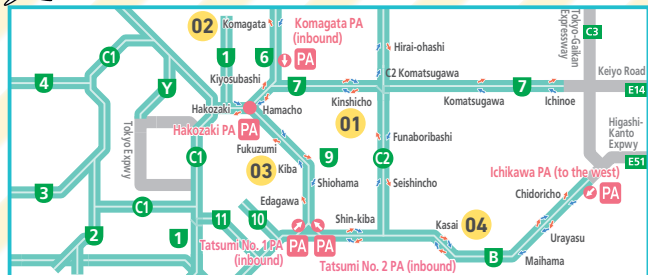 02
Komagata
Komagata PA
(inbound)
PA
C1
1
6
Hirai-ohashi
Tokyo-Gaikan
Expressway
C3
4
Y
Kiyosubashi
7
C2 Komatsugawa
7
Keiyo Road
E14
Hakozaki
Hamacho
Kinshicho
Komatsugawa
Ichinoe
Hakozaki PA
PA
01
Tokyo Expwy
Fukuzumi
Funaboribashi
Higashi-
Kanto
Expwy
E51
C1
03
Kiba
9
C2
Ichikawa PA (to the west)
PA
3
Shiohama
Seishincho
Chidoricho
C1
Edagawa
11
10
Shin-kiba
Kasai
04
2
1
Tatsumi No. 1 PA
(inbound)
PA
PA
Tatsumi No. 2 PA (inbound)
Urayasu
B
Maihama